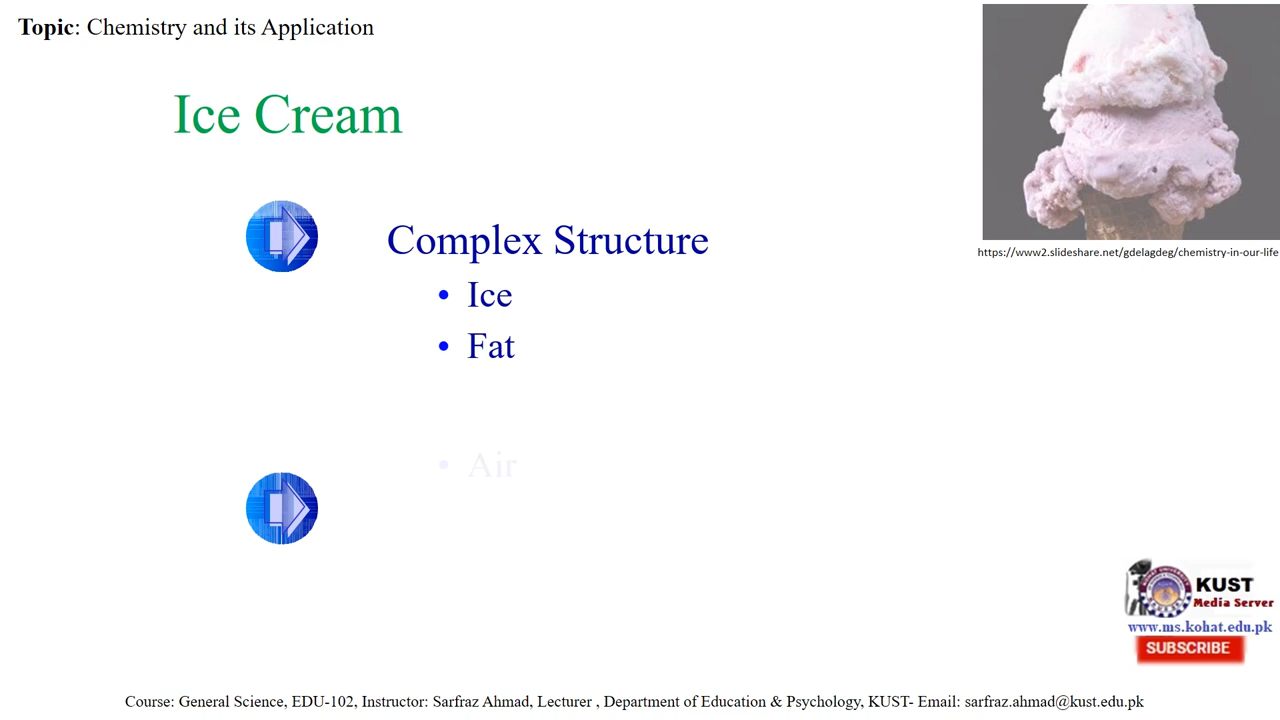 Topic: Chemistry and its Application
Ice Cream
https://www2.slideshare.net/gdelagdeg/chemistry-in-our-life
Complex Structure
• Ice
• Fat
• Air
KUST
Media Server
www.ms.kohat.edu.pk
SUBSCRIBE
Course: General Science, EDU-102, Instructor: Sarfraz Ahmad, Lecturer , Department of Education & Psychology, KUST- Email: sarfraz.ahmad@kust.edu.pk